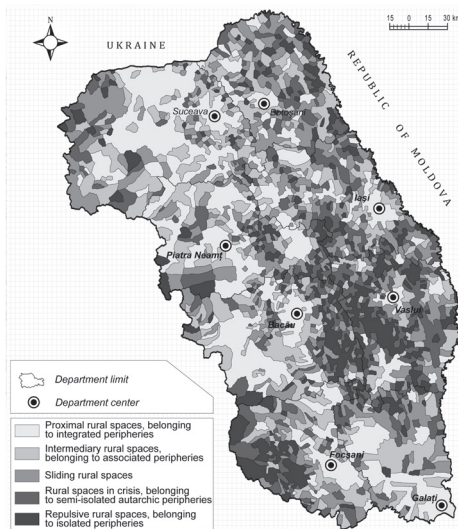 N
UKRAINE
15 0 30 km
REPUBLIC OF MOLDOVA
Suceava
Botoşani
Iaşi
Piatra Neamţ
Vaslui
Bacău
Focşani
Galaţi
Department limit
Department center
Proximal rural spaces, belonging
to integrated peripheries
Intermediary rural spaces,
belonging to associated peripheries
Sliding rural spaces
Rural spaces in crisis, belonging
to semi-isolated autarchic peripheries
Repulsive rural spaces, belonging
to isolated peripheries